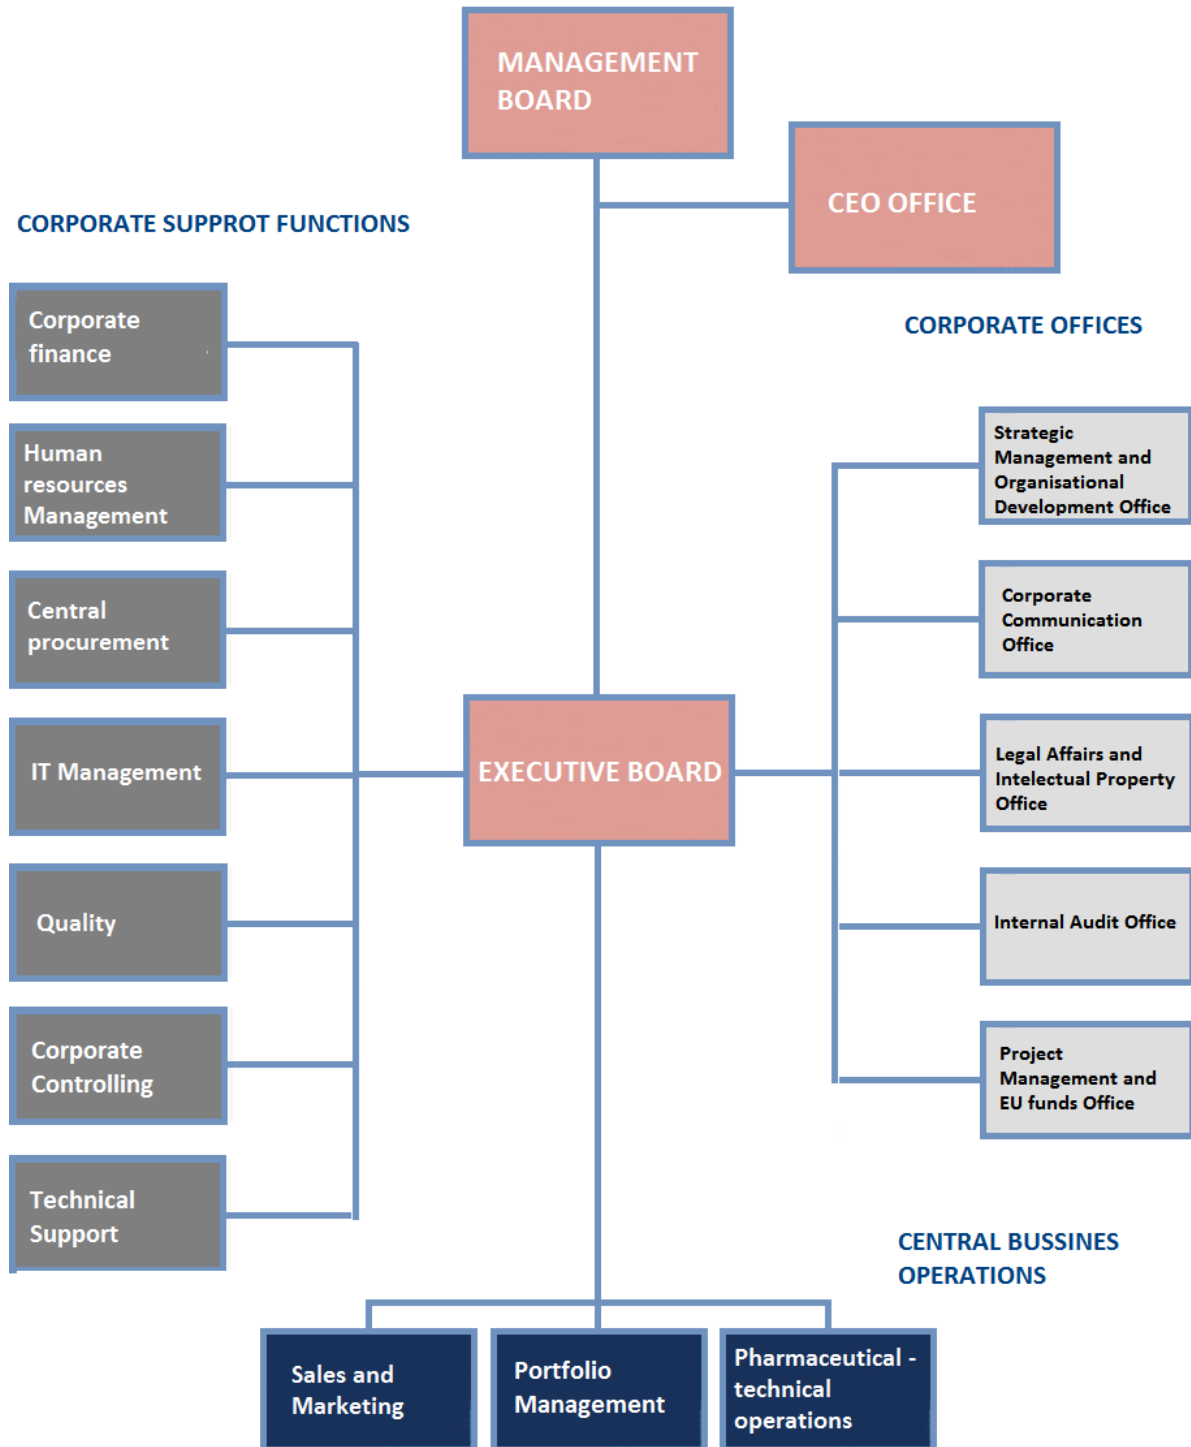 MANAGEMENT
BOARD
CEO OFFICE
CORPORATE SUPPROT FUNCTIONS
Corporate
finance
Human
resources
Management
Central
procurement
IT Management
Quality
Corporate
Controlling
Technical
Support
EXECUTIVE BOARD
CORPORATE OFFICES
Strategic
Management and
Organisational
Development Office
Corporate
Communication
Office
Legal Affairs and
Intelectual Property
Office
Internal Audit Office
Project
Management and
EU funds Office
CENTRAL BUSSINES
OPERATIONS
Sales and
Marketing
Portfolio
Management
Pharmaceutical -
technical
operations